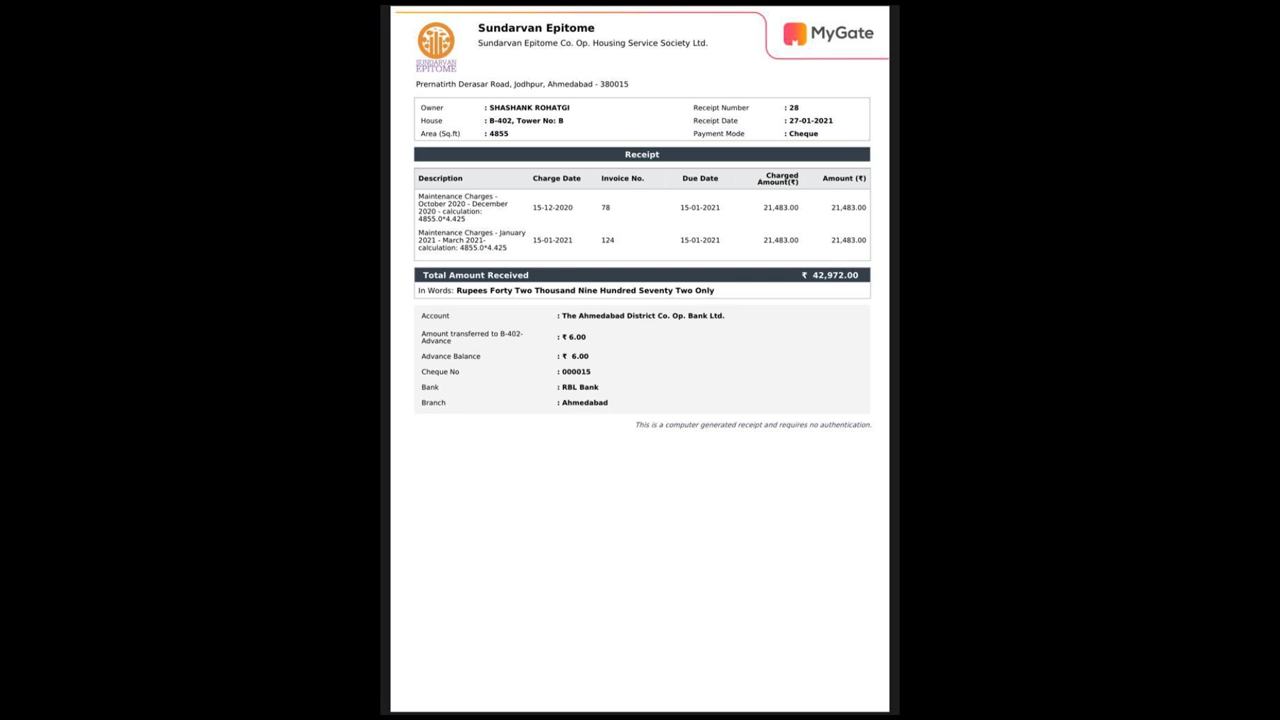 Sundarvan Epitome
Sundarvan Epitome Co. Op. Housing Service Society Ltd.
MyGate
SUNDARVAN
EPITOME
Prernatirth Derasar Road, Jodhpur, Ahmedabad - 380015
Owner : SHASHANK ROHATGI Receipt Number : 28
House : B-402, Tower No: B Receipt Date : 27-01-2021
Area (Sq.ft) : 4855 Payment Mode : Cheque
Receipt
Description Charge Date Invoice No. Due Date Charged Amount(₹) Amount (₹)
Maintenance Charges -
October 2020 - December
2020 - calculation:
4855.0*4.425
15-12-2020 78 15-01-2021 21,483.00 21,483.00
Maintenance Charges - January
2021 - March 2021-
calculation: 4855.0*4.425
15-01-2021 124 15-01-2021 21,483.00 21,483.00
Total Amount Received ₹ 42,972.00
In Words: Rupees Forty Two Thousand Nine Hundred Seventy Two Only
Account : The Ahmedabad District Co. Op. Bank Ltd.
Amount transferred to B-402-
Advance : ₹ 6.00
Advance Balance : ₹ 6.00
Cheque No : 000015
Bank : RBL Bank
Branch : Ahmedabad
This is a computer generated receipt and requires no authentication.